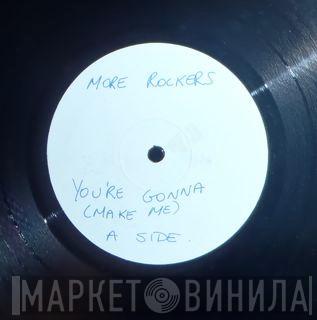 MORE ROCKERS
YOU'RE GONNA
(MAKE ME)
A SIDE.
МАРКЕТ ВИНИЛА